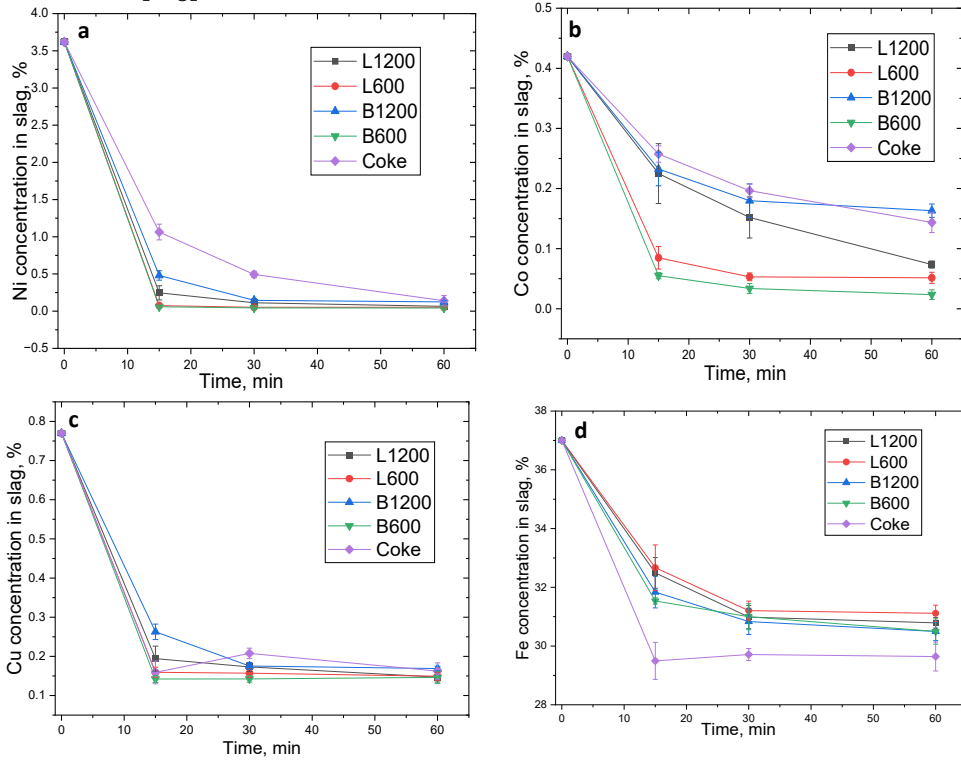 a
Ni concentration in slag, %
4.0
3.5
3.0
2.5
2.0
1.5
1.0
0.5
0.0
−0.5
0 10 20 30 40 50 60
Time, min
L1200
L600
B1200
B600
Coke
b
Co concentration in slag, %
0.5
0.4
0.3
0.2
0.1
0.0
0 10 20 30 40 50 60
Time, min
L1200
L600
B1200
B600
Coke
c
Cu concentration in slag, %
0.8
0.7
0.6
0.5
0.4
0.3
0.2
0.1
0 10 20 30 40 50 60
Time, min
L1200
L600
B1200
B600
Coke
d
Fe concentration in slag, %
38
36
34
32
30
28
0 10 20 30 40 50 60
Time, min
L1200
L600
B1200
B600
Coke